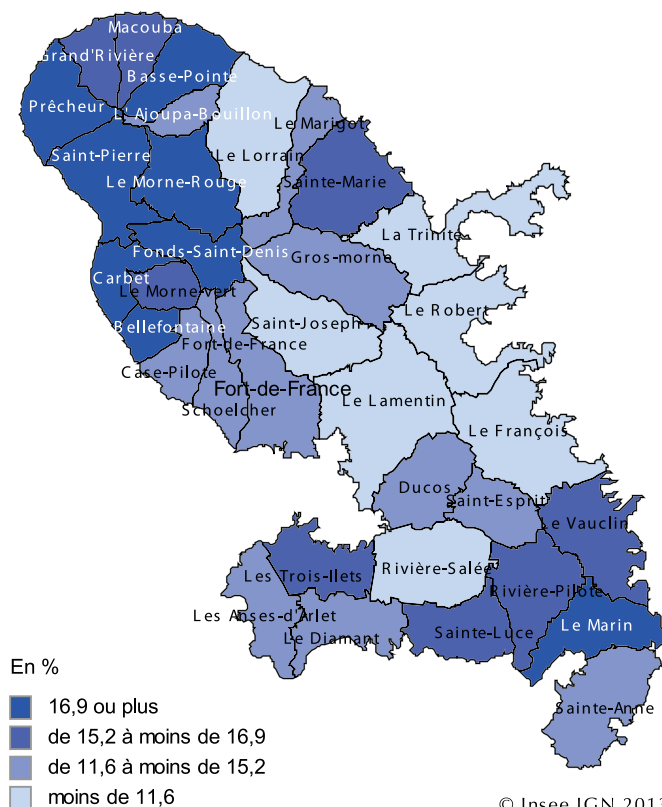 Macouba
Grand'Rivière
Basse-Pointe
Prêcheur
L'Ajoupa-Bouillon
Le Marigot
Saint-Pierre
Le Lorrain
Le Morne-Rouge
Sainte-Marie
La Trinité
Fonds-Saint-Denis
Gros-morne
Carbet
Le Morne-vert
Le Robert
Bellefontaine
Saint-Joseph
Fort-de-France
Case-Pilote
Fort-de-France
Le Lamentin
Schoelcher
Le François
Ducos
Saint-Esprit
Le Vauclin
Les Trois-Ilets
Rivière-Salée
Rivière-Pilote
Les Anses-d'Arlet
Le Diamant
Sainte-Luce
Le Marin
En %
Sainte-Anne
16,9 ou plus
de 15,2 à moins de 16,9
de 11,6 à moins de 15,2
moins de 11,6
© Insee IGN 201